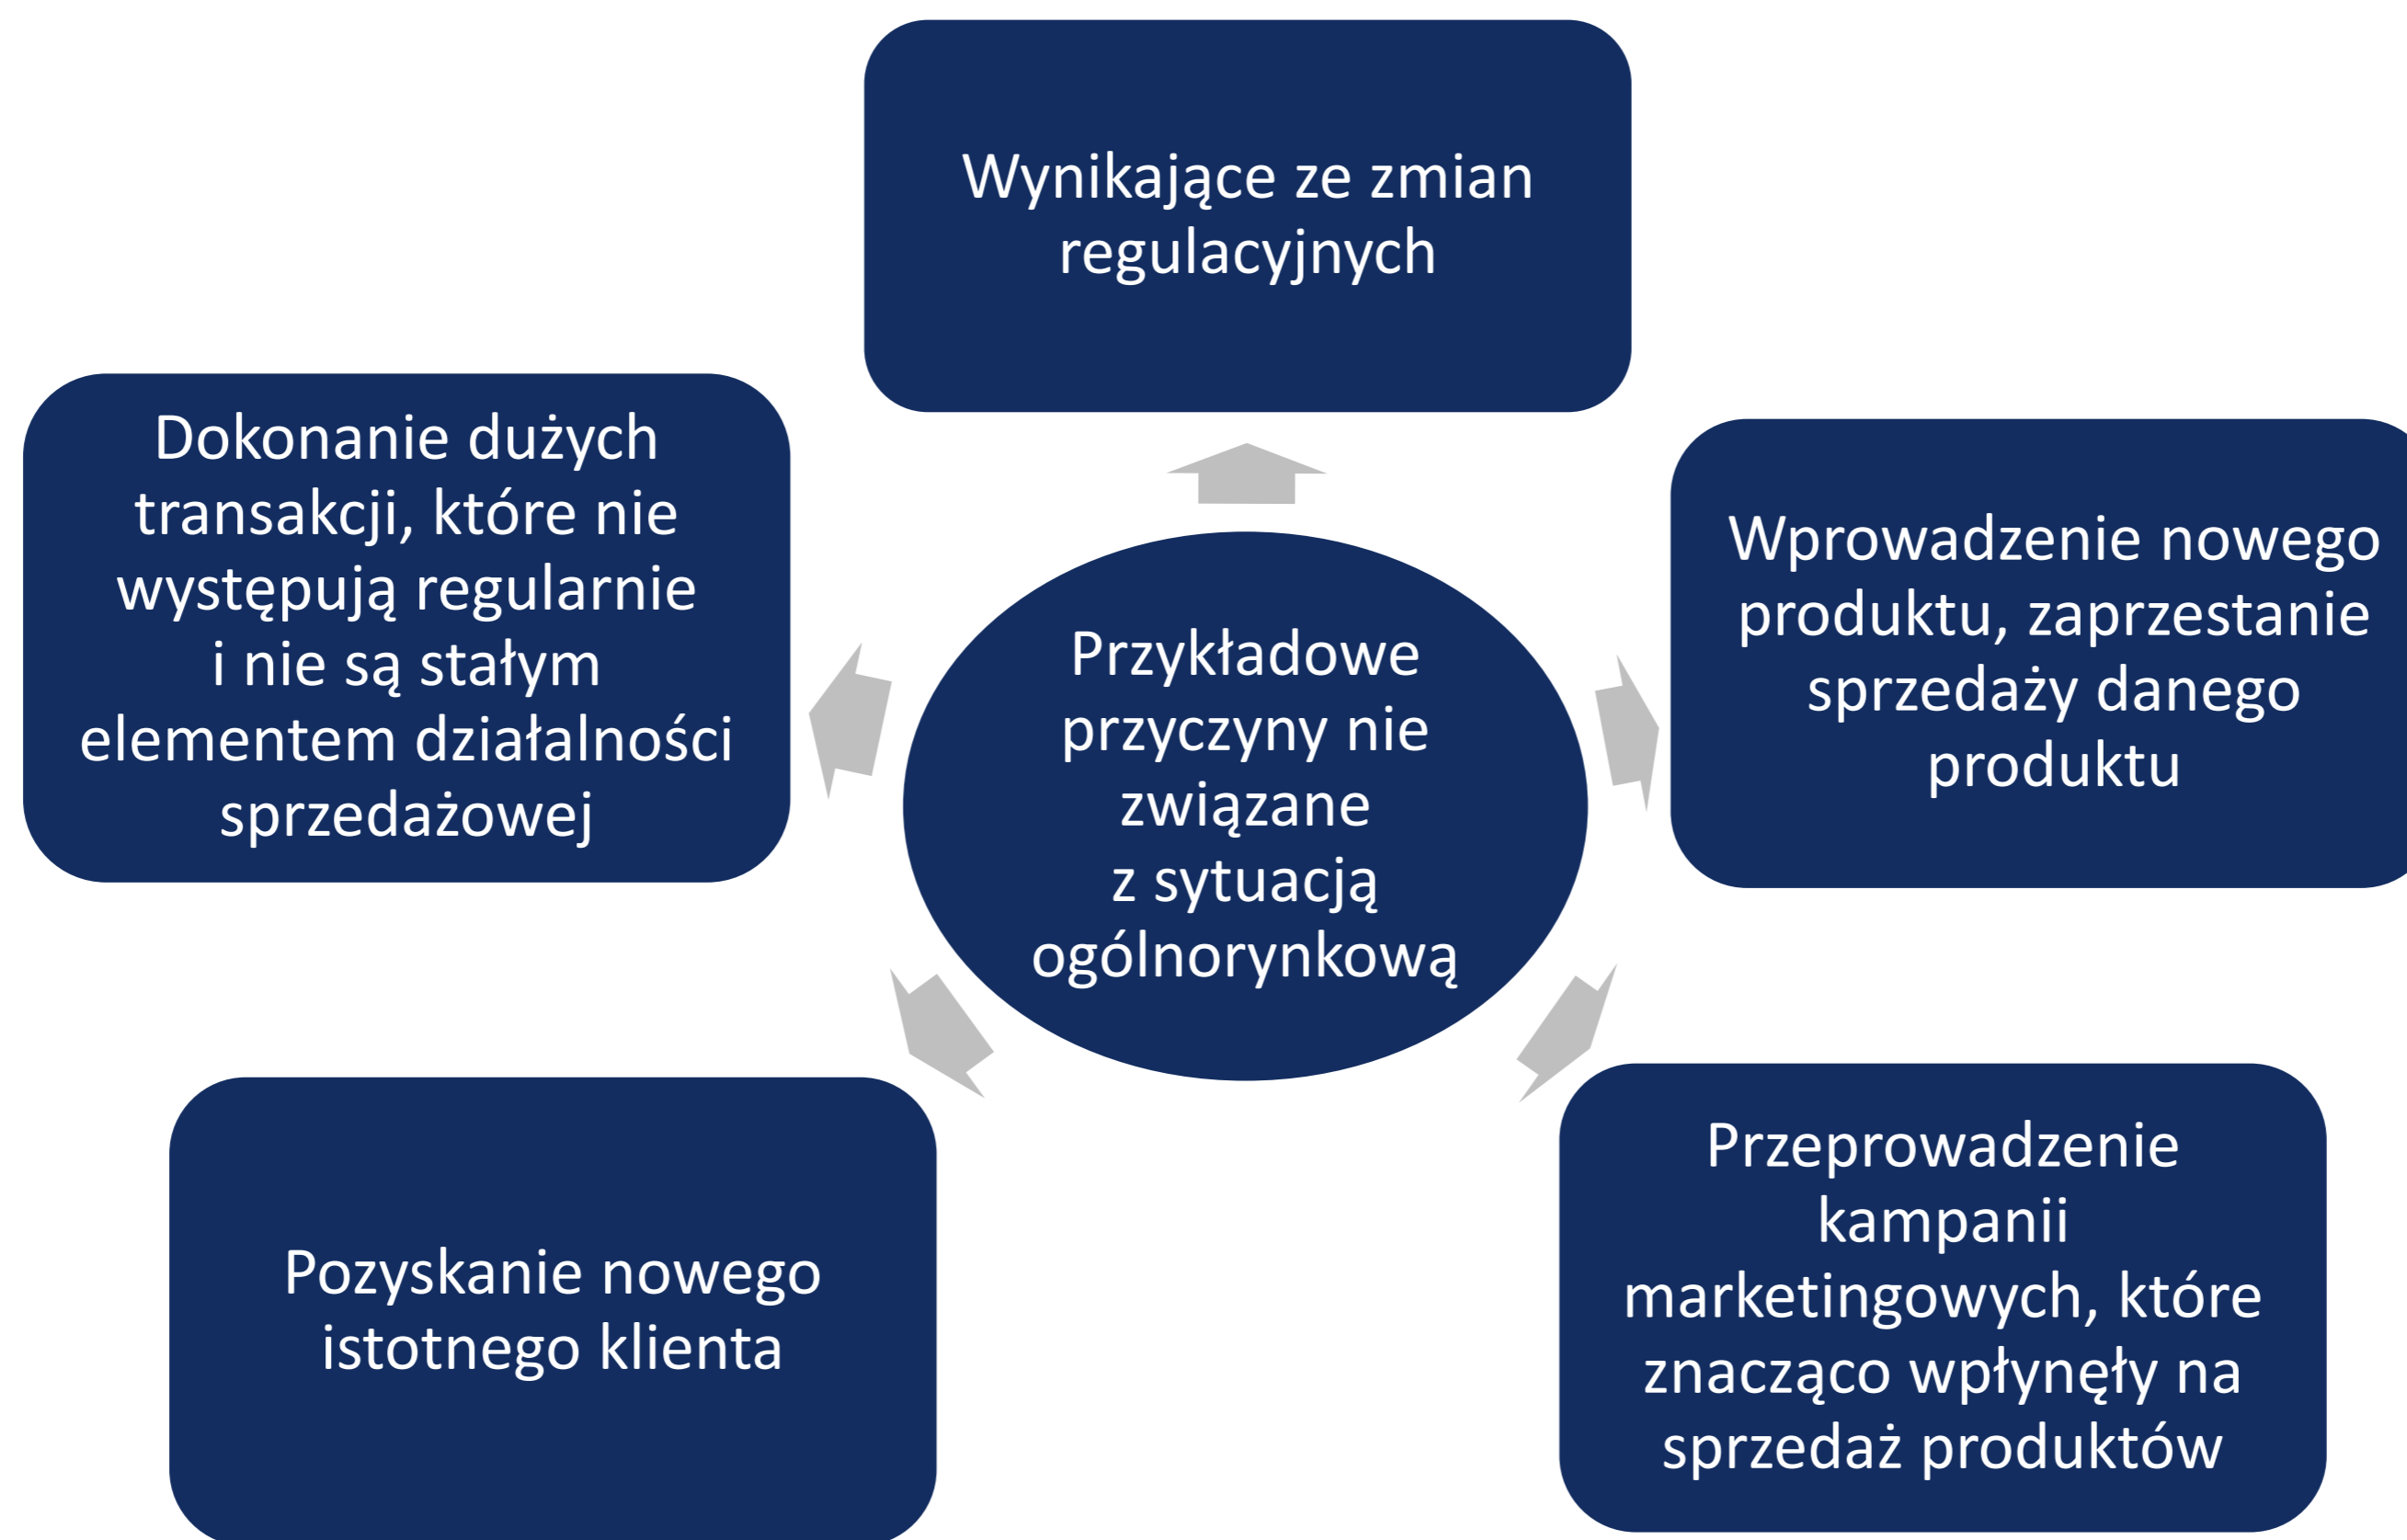 Wynikające ze zmian
regulacyjnych
Dokonanie dużych
transakcji, które nie
występują regularnie
i nie są stałym
elementem działalności
sprzedażowej
Przykładowe
przyczyny nie
związane
z sytuacją
ogólnorynkową
Wprowadzenie nowego
produktu, zaprzestanie
sprzedaży danego
produktu
Pozyskanie nowego
istotnego klienta
Przeprowadzenie
kampanii
marketingowych, które
znacząco wpłynęły na
sprzedaż produktów